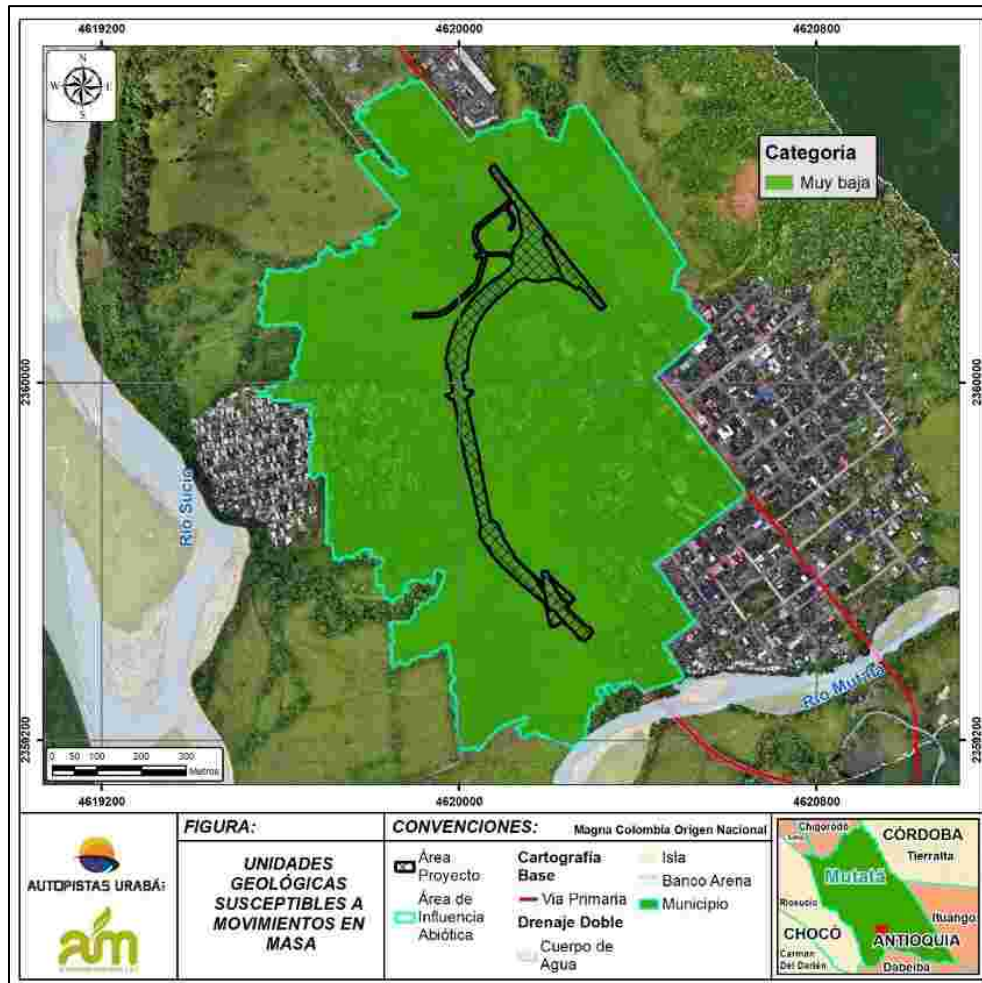 4619200
4620000
4620800
N
W
E
S
Categoria
Muy baja
2360000
2360000
Río Sucio
Río Mutatá
2359200
2359200
0 50 100 200 300
Metros
4619200
4620000
4620800
AUTOPISTAS URABÁ
FIGURA:
UNIDADES
GEOLÓGICAS
SUSCEPTIBLES A
MOVIMIENTOS EN
MASA
CONVENCIONES:
Magna Colombia Origen Nacional
Área
Proyecto
Área de
Influencia
Abiótica
Cartografía
Base
Via Primaria
Drenaje Doble
Cuerpo de
Agua
Isla
Banco Arena
Municipio
Chigorodó
CÓRDOBA
Tierralta
Mutatá
Riosucio
Ituango
CHOCÓ
ANTIOQUIA
Carmen
Del Darién
Dabeiba